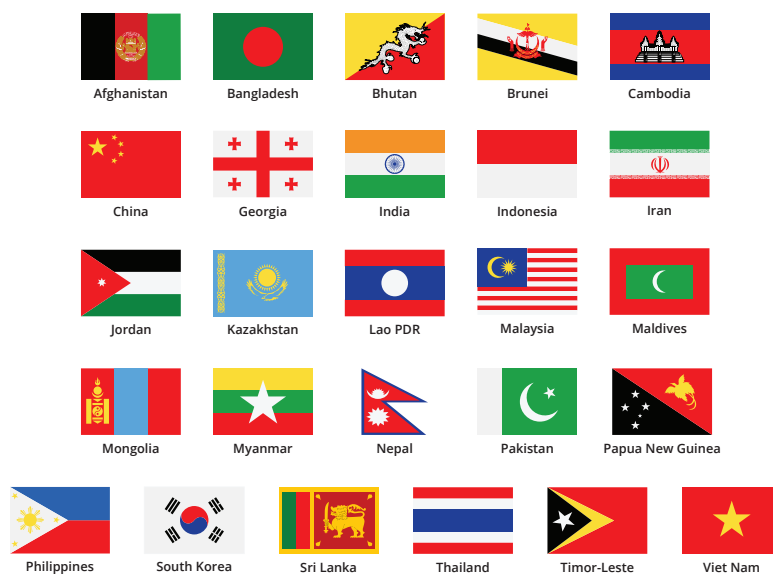 Afghanistan
Bangladesh
Bhutan
Brunei
Cambodia
China
Georgia
India
Indonesia
Iran
Jordan
Kazakhstan
Lao PDR
Malaysia
Maldives
Mongolia
Myanmar
Nepal
Pakistan
Papua New Guinea
Philippines
South Korea
Sri Lanka
Thailand
Timor-Leste
Viet Nam